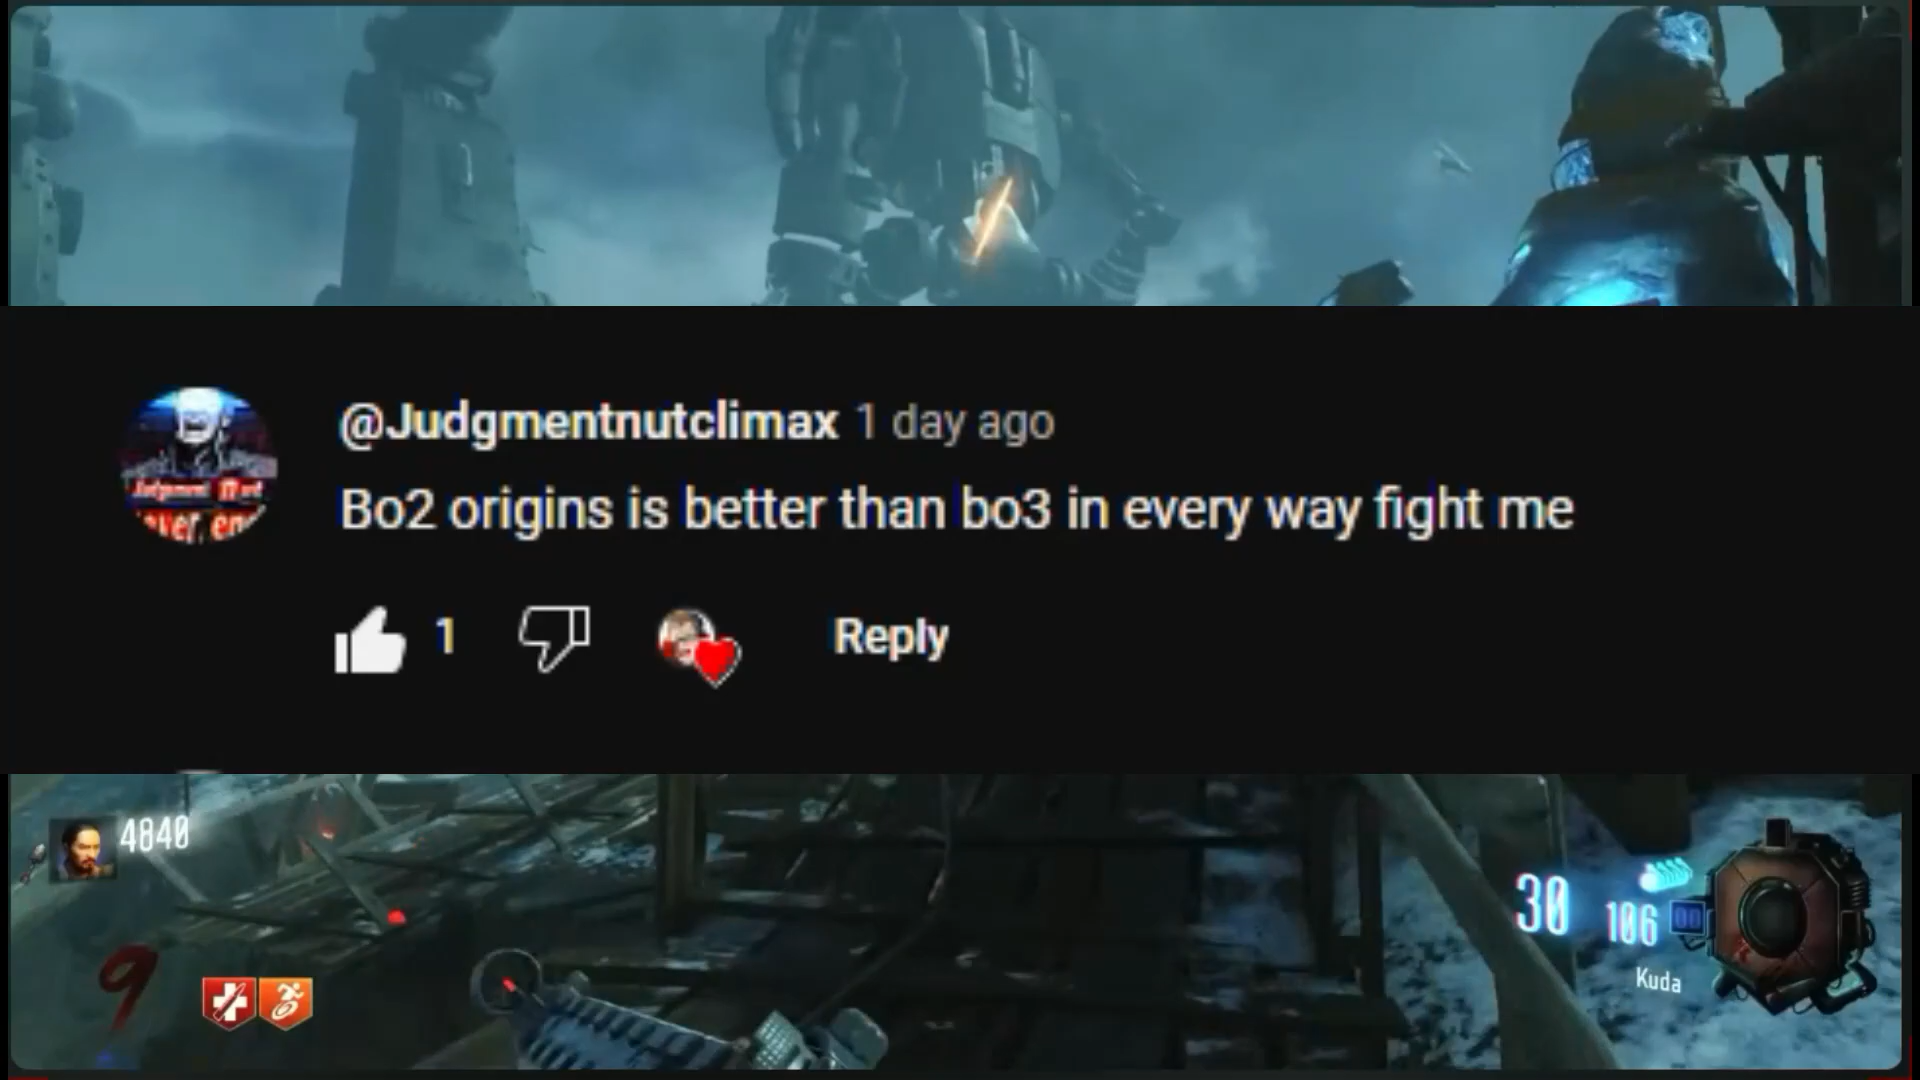 @Judgmentnutclimax 1 day ago
Bo2 origins is better than bo3 in every way fight me
1
Reply
4840
9
30 106
Kuda